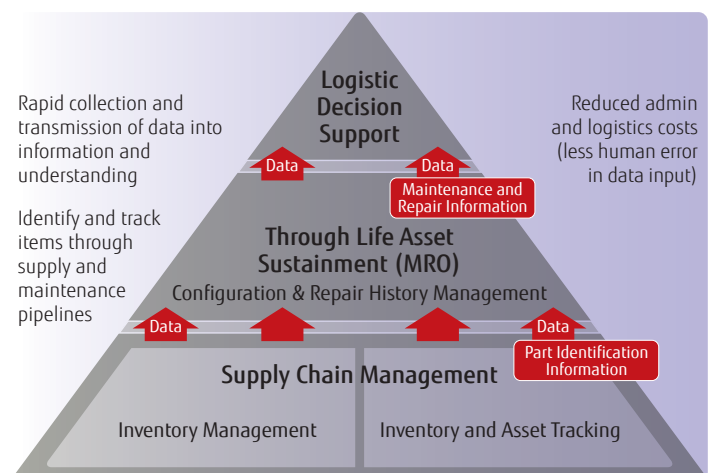 Logistic
Decision
Support
Rapid collection and
transmission of data into
information and
understanding
Reduced admin
and logistics costs
(less human error
in data input)
Data
Data
Maintenance and
Repair Information
Identify and track
items through
supply and
maintenance
pipelines
Through Life Asset
Sustainment (MRO)
Configuration & Repair History Management
Data
Data
Part Identification
Information
Supply Chain Management
Inventory Management
Inventory and Asset Tracking